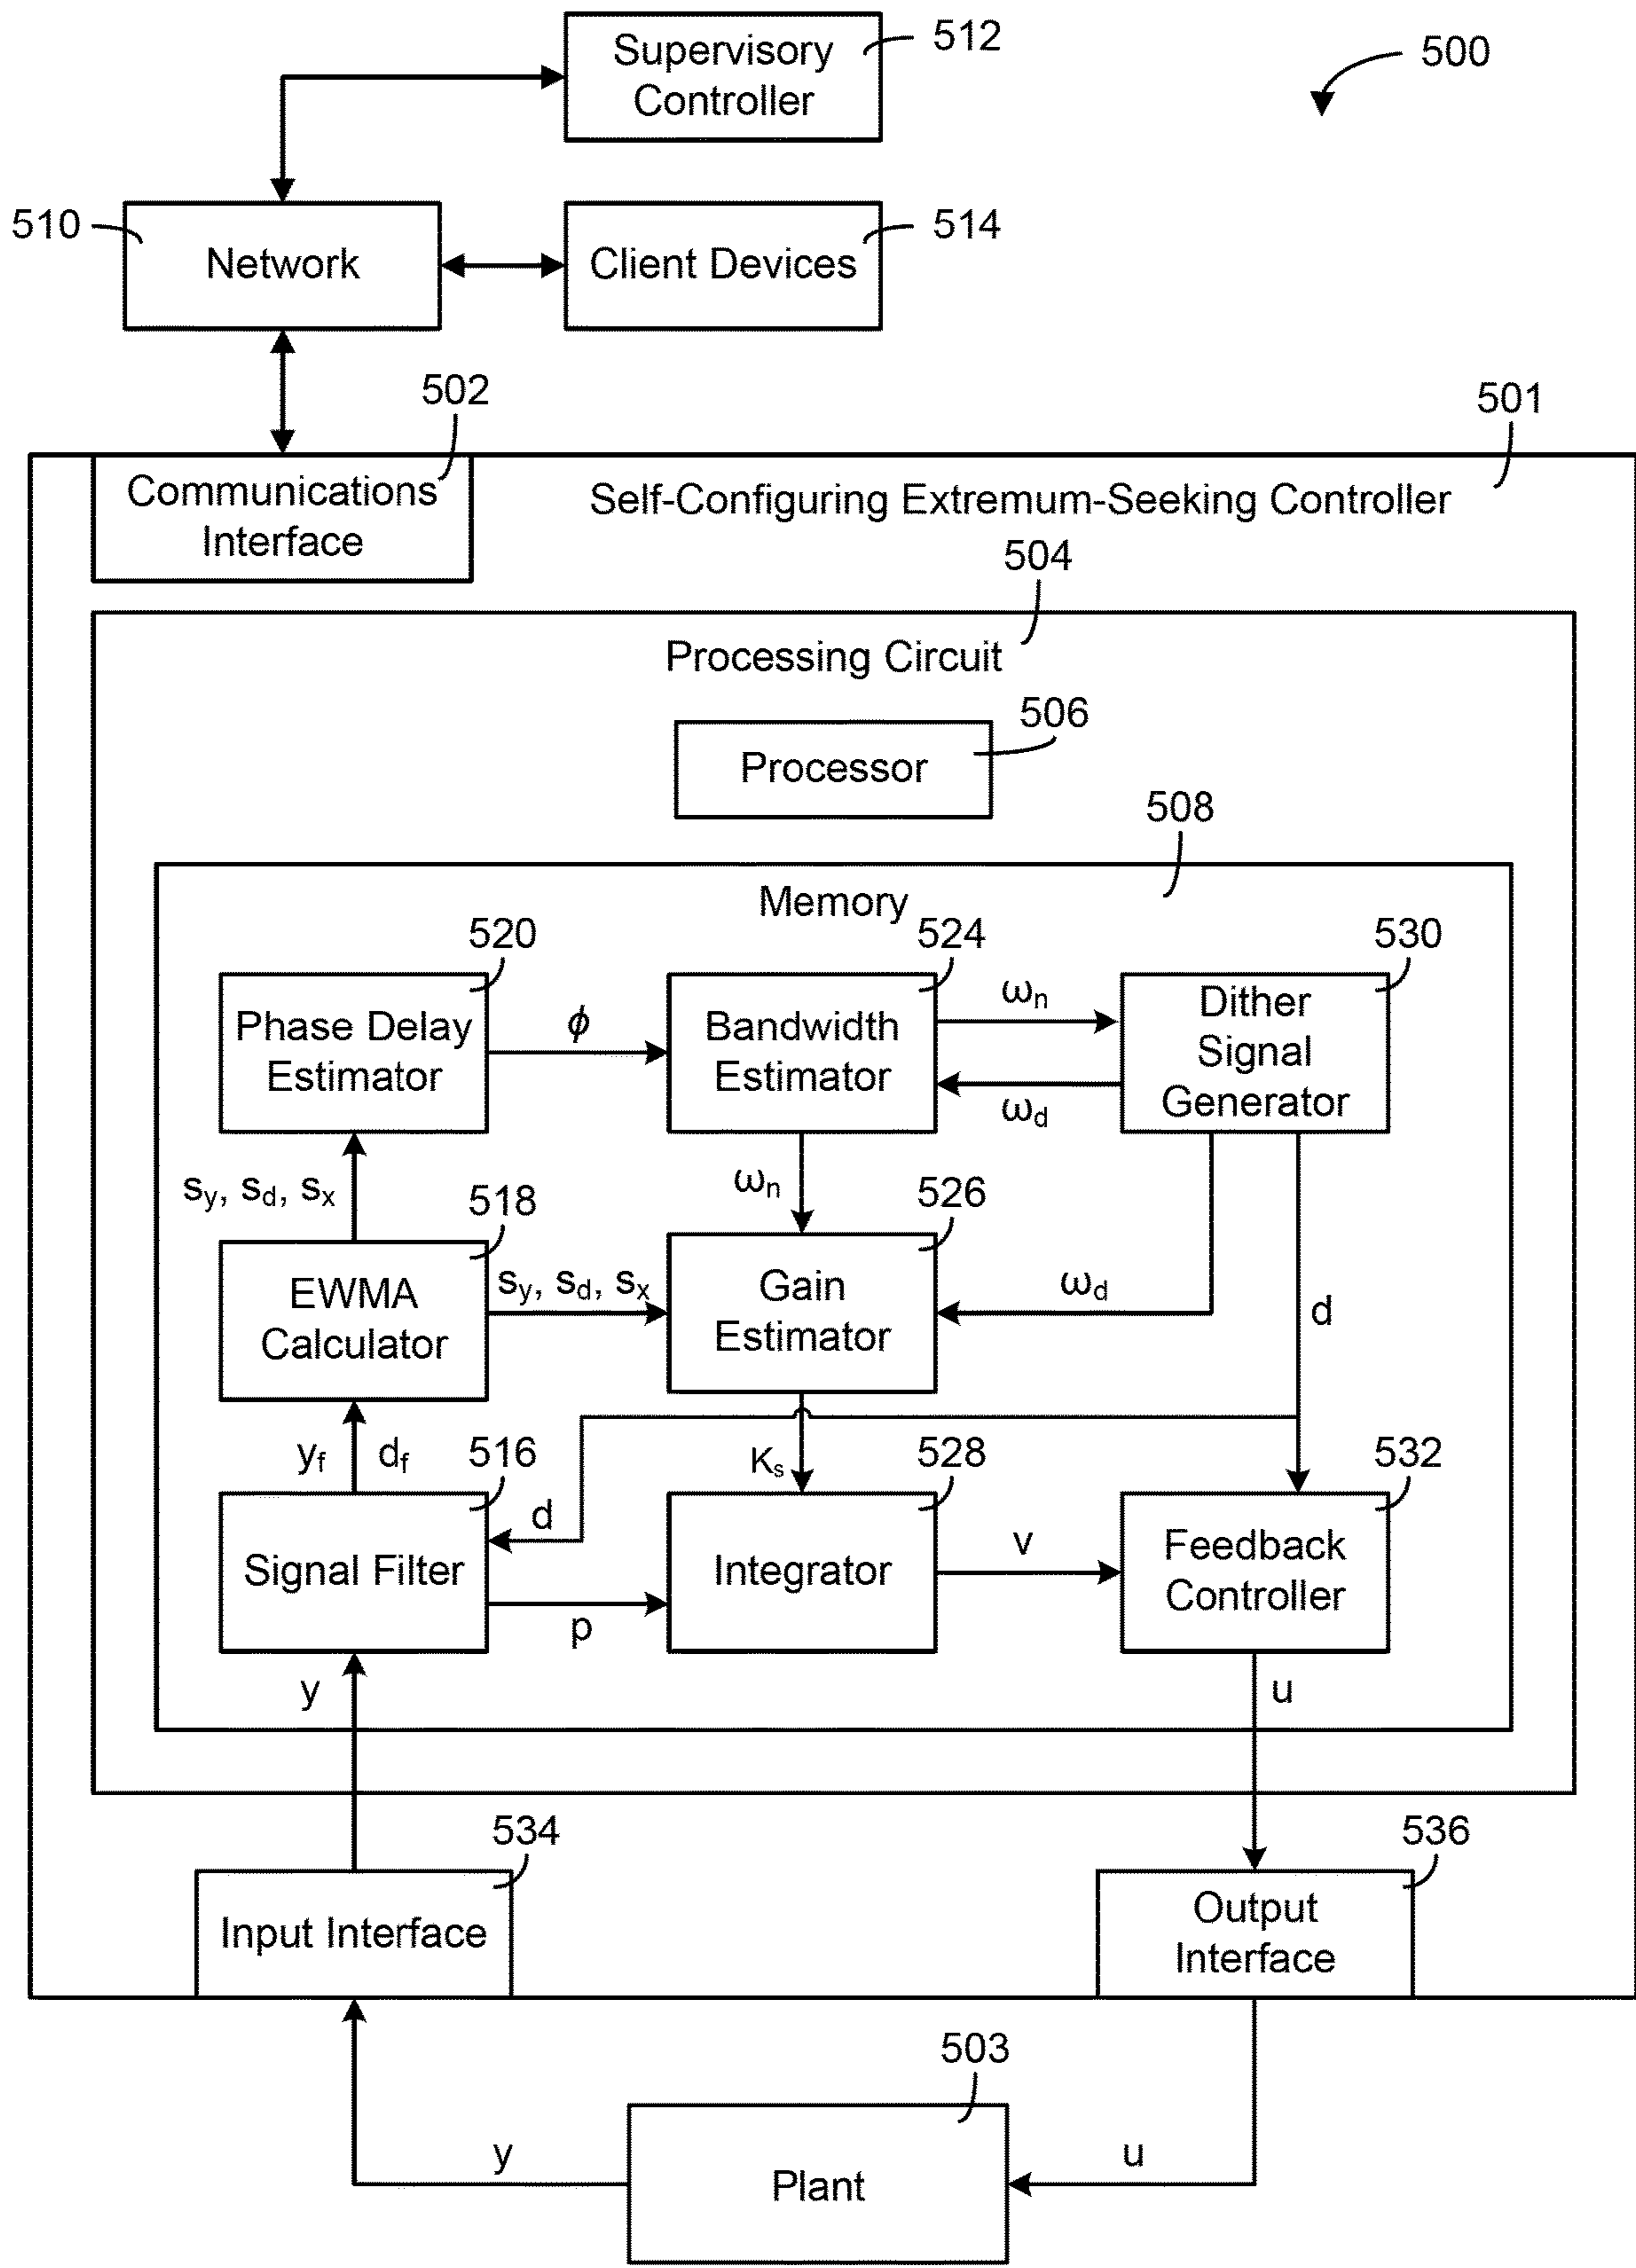 512
Supervisory
Controller
500
510
Network
514
Client Devices
502
501
Communications
Interface
Self-Configuring Extremum-Seeking Controller
504
Processing Circuit
506
Processor
508
Memory
520
524
530
Phase Delay
Estimator
ϕ
Bandwidth
Estimator
ωn
ωd
Dither
Signal
Generator
sy, sd, sx
518
ωn
526
EWMA
Calculator
sy, sd, sx
Gain
Estimator
ωd
d
yf
df
516
Ks
528
532
Signal Filter
d
p
Integrator
v
Feedback
Controller
y
u
534
536
Input Interface
Output
Interface
503
y
Plant
u